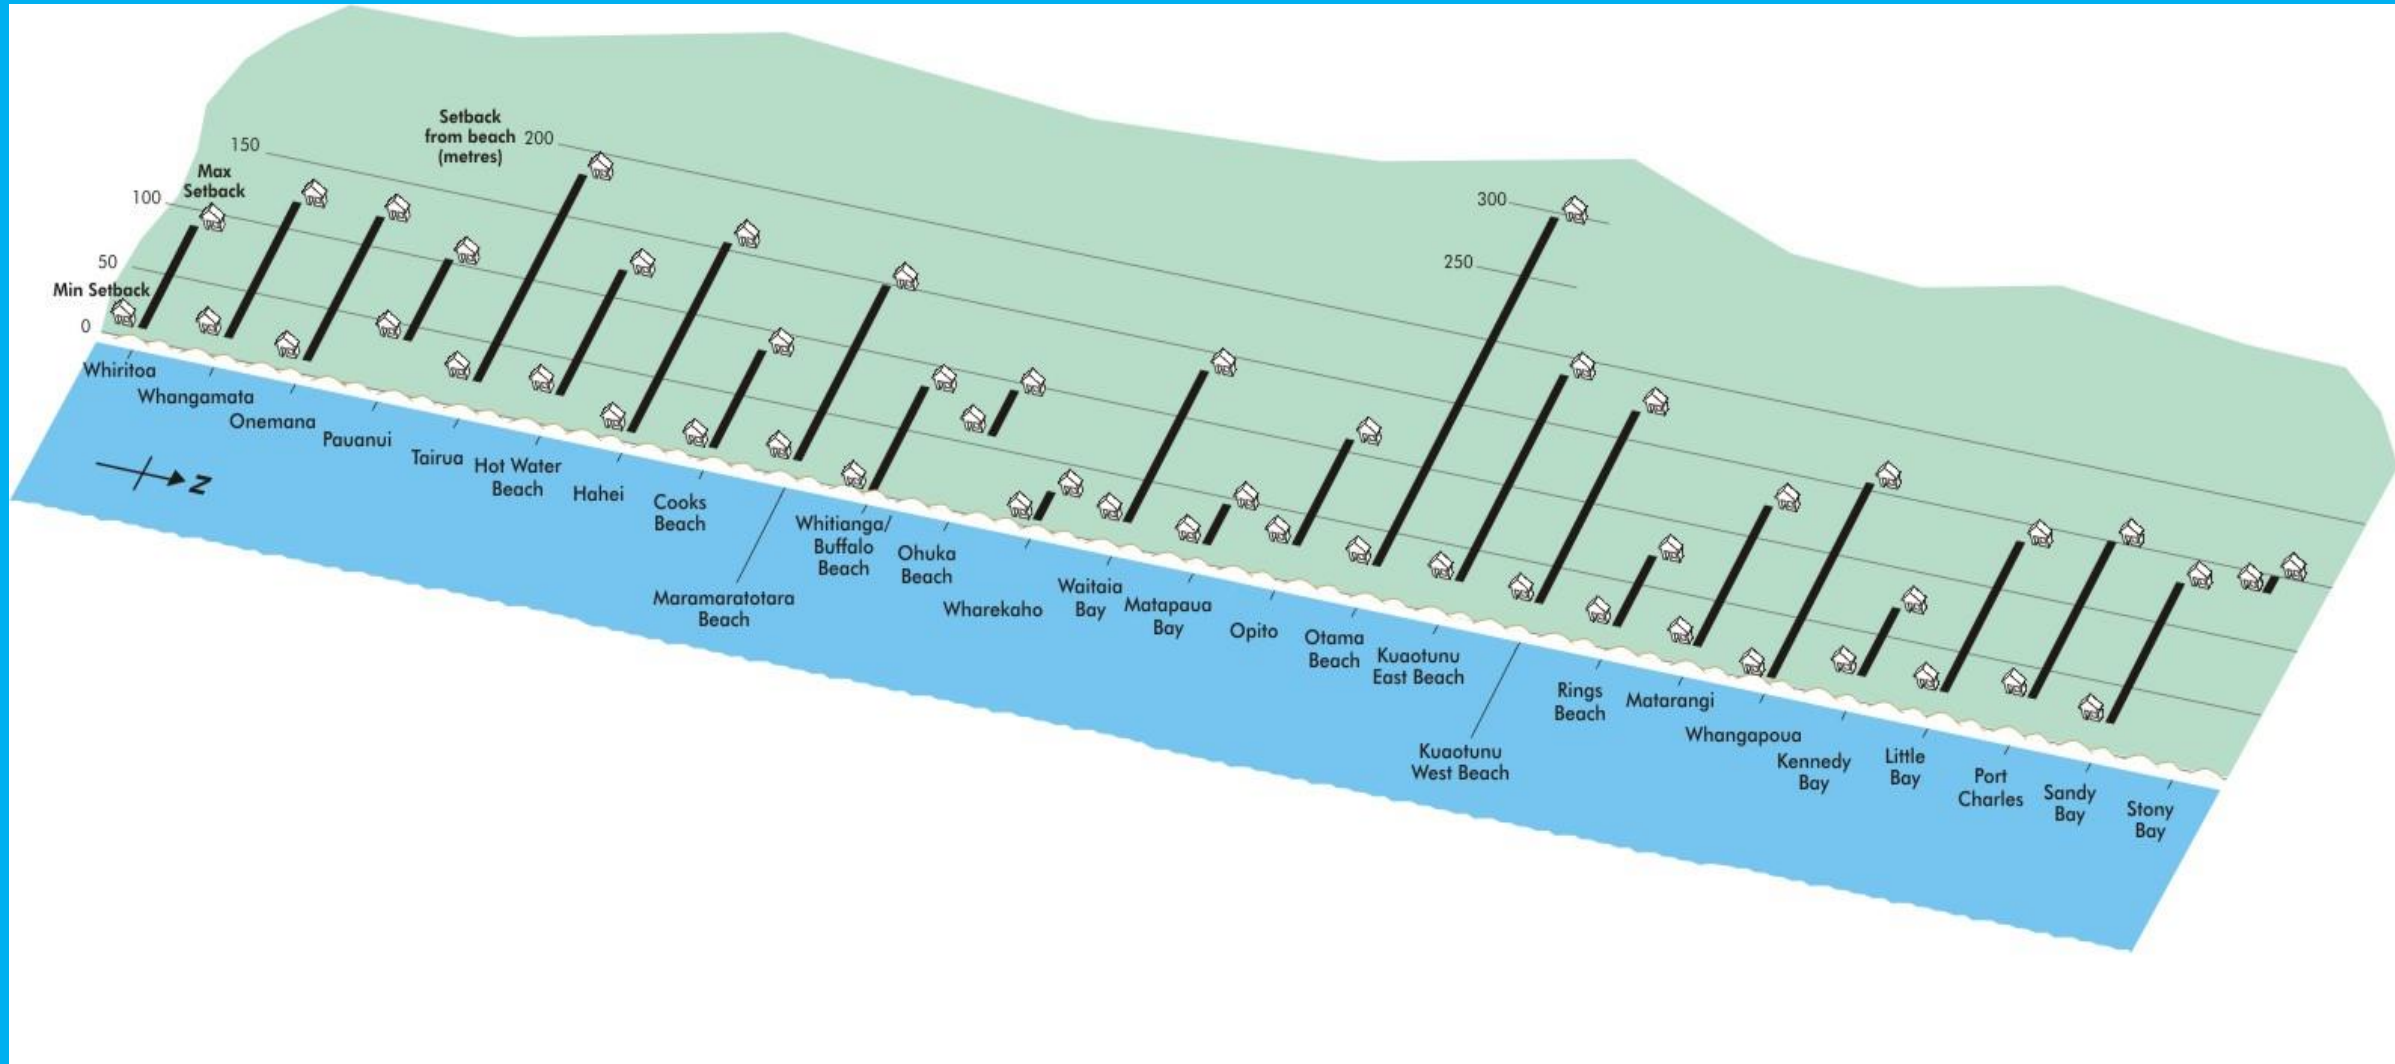 Setback
from beach
(metres)
200
150
Max
Setback
100
50
Min Setback
0
300
250
Whiritoa
Whangamata
Onemana
Pauanui
Tairua
Hot Water
Beach
Hahei
Cooks
Beach
Maramaratotara
Beach
Whitianga/
Buffalo
Beach
Ohuka
Beach
Wharekaho
Waitaia
Bay
Matapaua
Bay
Opito
Otama
Beach
Kuaotunu
East Beach
Kuaotunu
West Beach
Rings
Beach
Matarangi
Whangapoua
Kennedy
Bay
Little
Bay
Port
Charles
Sandy
Bay
Stony
Bay
N